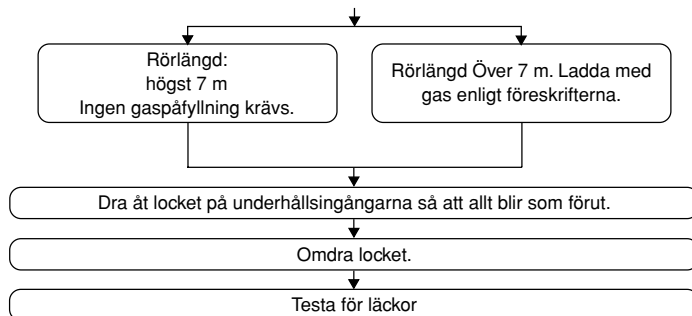 Rörlängd:
högst 7 m
Ingen gaspåfyllning krävs.
Rörlängd Över 7 m. Ladda med
gas enligt föreskrifterna.
Dra åt locket på underhållsingångarna så att allt blir som förut.
Omdra locket.
Testa för läckor